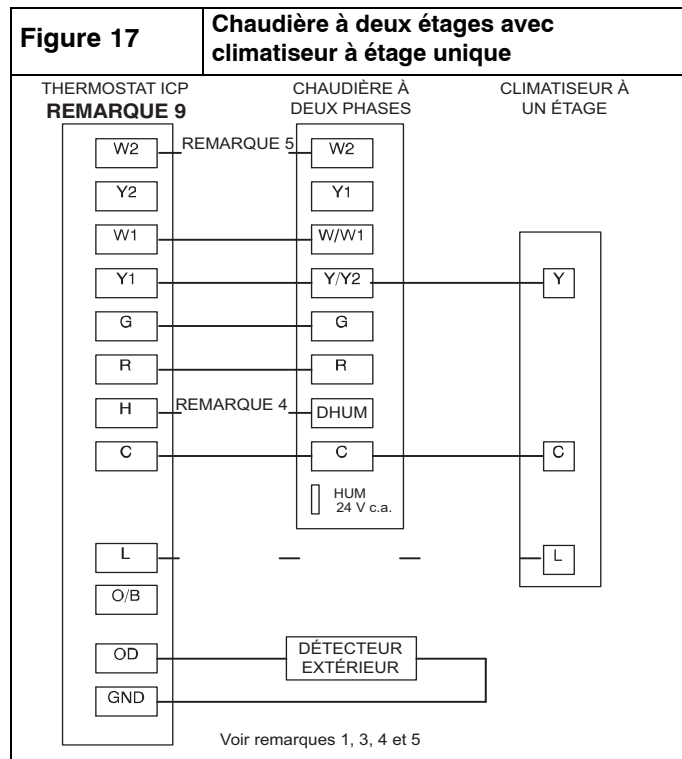 Figure 17
Chaudière à deux étages avec
climatiseur à étage unique
THERMOSTAT ICP
REMARQUE 9
CHAUDIÈRE À
DEUX PHASES
CLIMATISEUR À
UN ÉTAGE
W2
REMARQUE 5
W2
Y2
Y1
W1
W/W1
Y1
Y/Y2
Y
G
G
R
R
H
REMARQUE 4
DHUM
C
C
C
HUM
24 V c.a.
L
L
O/B
OD
DÉTECTEUR
EXTÉRIEUR
GND
Voir remarques 1, 3, 4 et 5